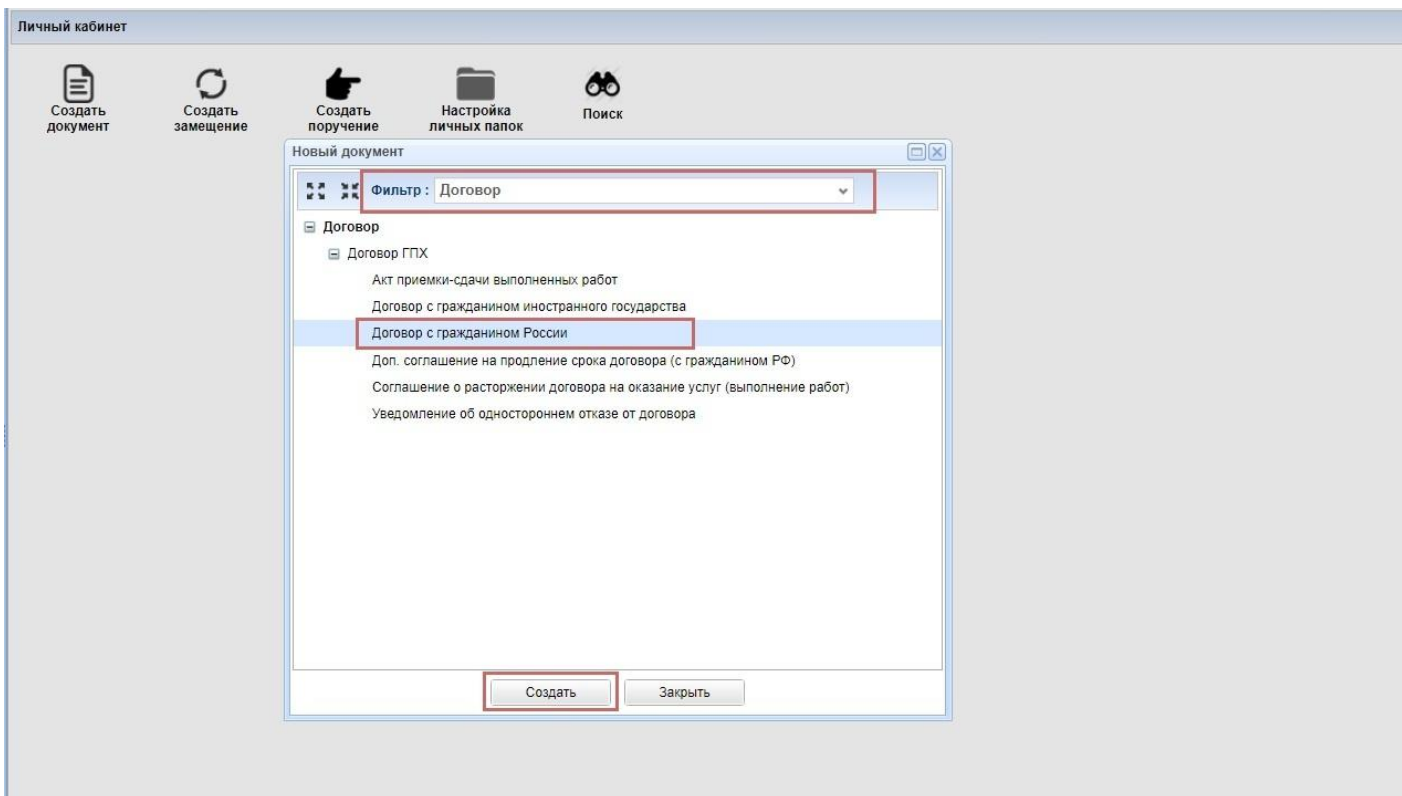 Личный кабинет
Создать
документ
Создать
замещение
Создать
поручение
Настройка
личных папок
Поиск
Новый документ
Фильтр : Договор
Договор
Договор ГПХ
Акт приемки-сдачи выполненных работ
Договор с гражданином иностранного государства
Договор с гражданином России
Доп. соглашение на продление срока договора (с гражданином РФ)
Соглашение о расторжении договора на оказание услуг (выполнение работ)
Уведомление об одностороннем отказе от договора
Создать
Закрыть